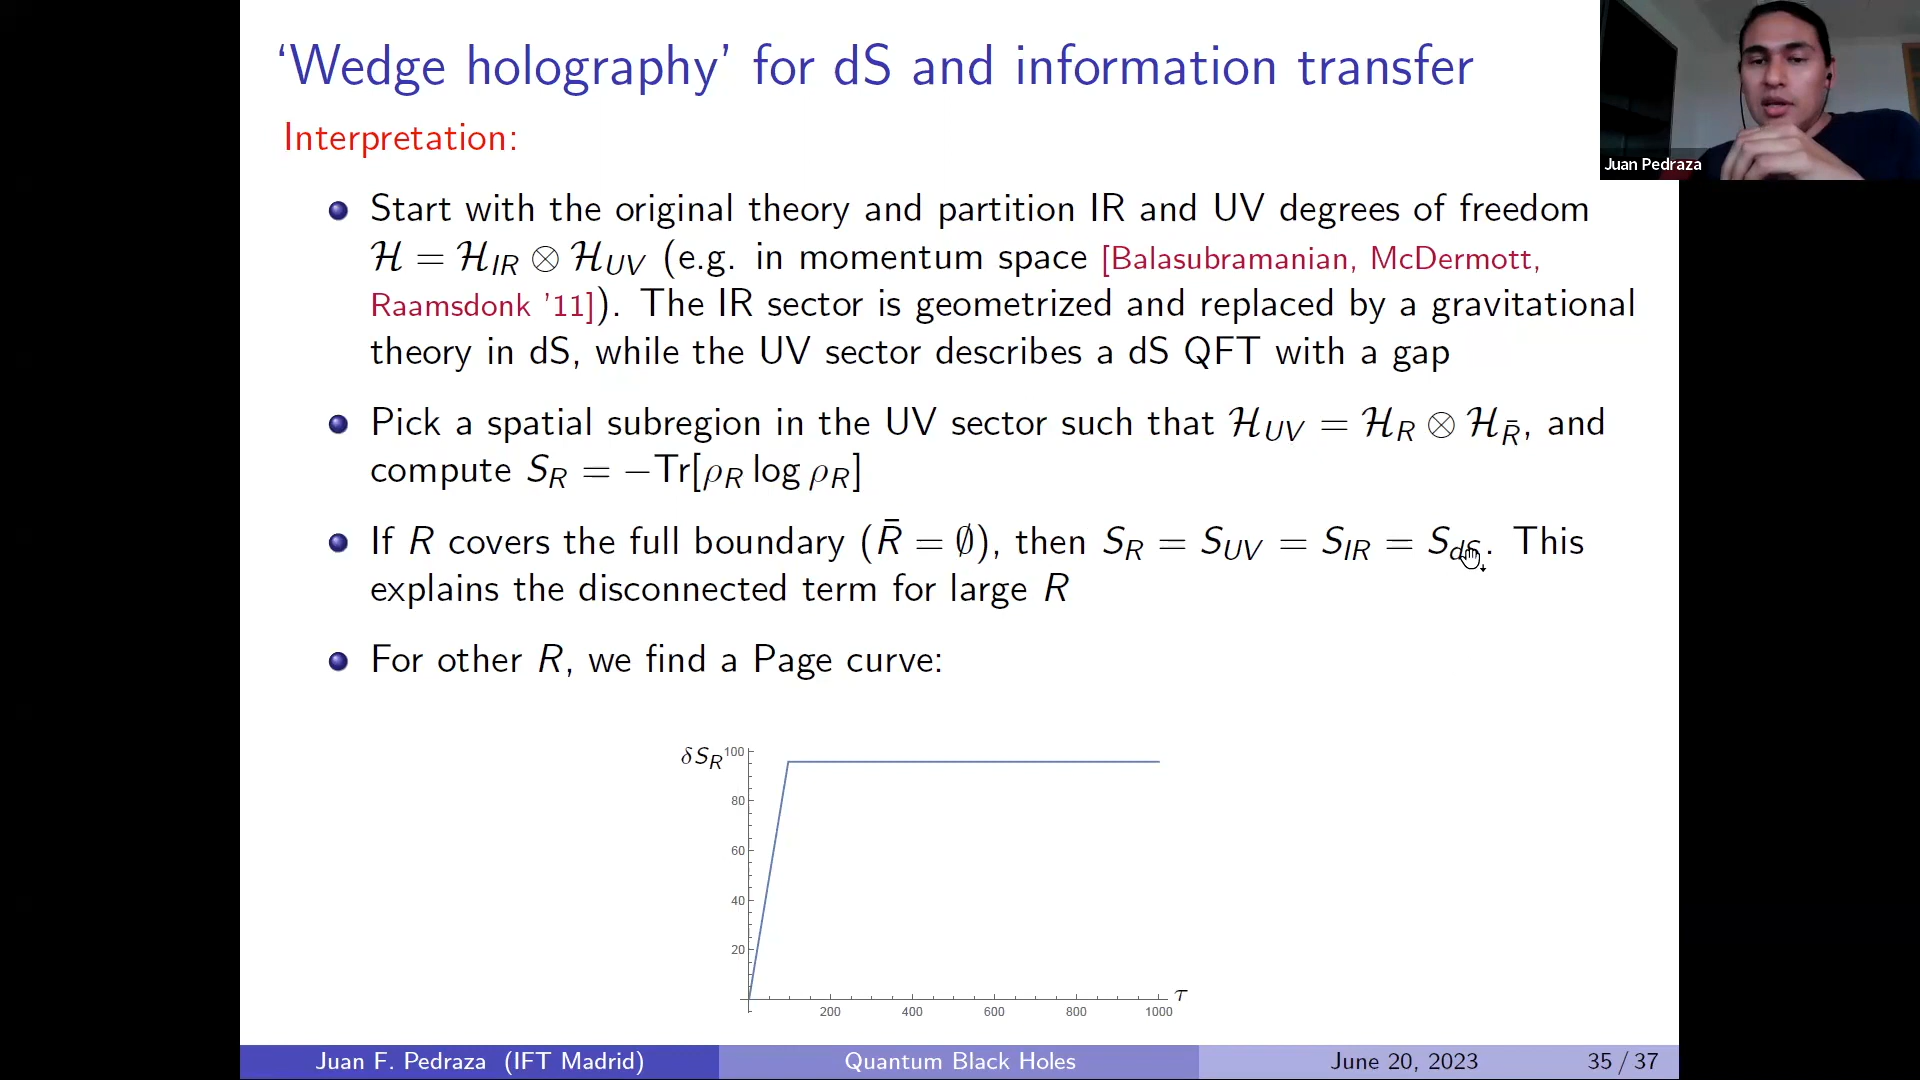 ‘Wedge holography’ for dS and information transfer
Juan Pedraza
Interpretation:
Start with the original theory and partition IR and UV degrees of freedom
ℋ = ℋ_IR ⊗ ℋ_UV (e.g. in momentum space [Balasubramanian, McDermott,
Raamsdonk ’11]). The IR sector is geometrized and replaced by a gravitational
theory in dS, while the UV sector describes a dS QFT with a gap
Pick a spatial subregion in the UV sector such that ℋ_UV = ℋ_R ⊗ ℋ_R̄, and
compute S_R = −Tr[ρ_R log ρ_R]
If R covers the full boundary (R̄ = ∅), then S_R = S_UV = S_IR = S_dS. This
explains the disconnected term for large R
For other R, we find a Page curve:
δS_R
100
80
60
40
20
200 400 600 800 1000 τ
Juan F. Pedraza (IFT Madrid) Quantum Black Holes June 20, 2023 35 / 37